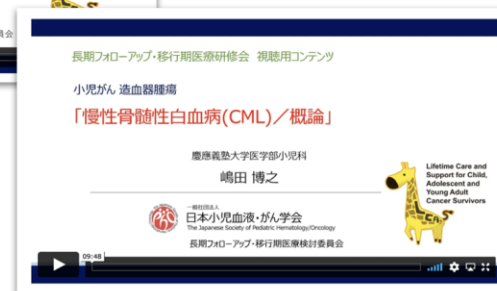 員会
長期フォローアップ・移行期医療研修会 視聴用コンテンツ
小児がん 造血器腫瘍
「慢性骨髄性白血病(CML)／概論」
慶應義塾大学医学部小児科
嶋田 博之
一般社団法人
日本小児血液・がん学会
The Japanese Society of Pediatric Hematology/Oncology
長期フォローアップ・移行期医療検討委員会
Lifetime Care and
Support for Child,
Adolescent and
Young Adult
Cancer Survivors
LCAS
09:48